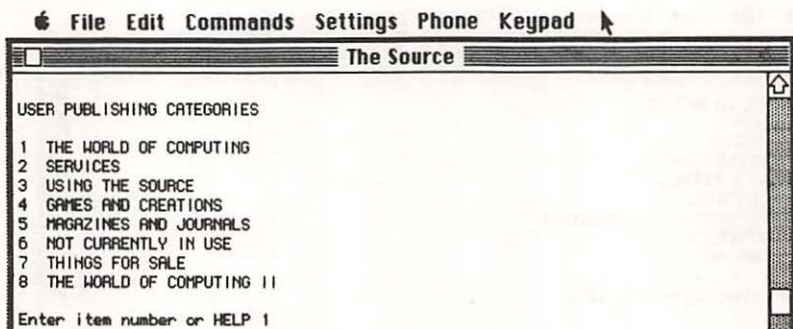 File Edit Commands Settings Phone Keypad
The Source
USER PUBLISHING CATEGORIES
1 THE WORLD OF COMPUTING
2 SERVICES
3 USING THE SOURCE
4 GAMES AND CREATIONS
5 MAGAZINES AND JOURNALS
6 NOT CURRENTLY IN USE
7 THINGS FOR SALE
8 THE WORLD OF COMPUTING II
Enter item number or HELP 1